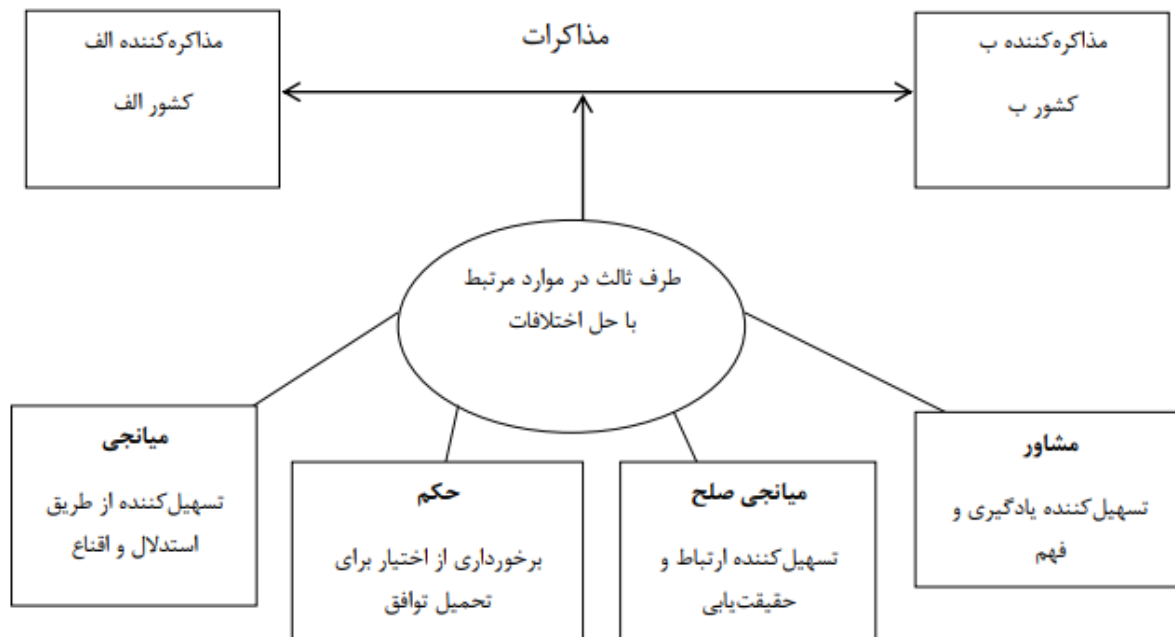 مذاکره‌کننده الف
کشور الف
مذاکرات
مذاکره‌کننده ب
کشور ب
طرف ثالث در موارد مرتبط
با حل اختلافات
میانجی
تسهیل‌کننده از طریق
استدلال و اقناع
حکم
برخورداری از اختیار برای
تحمیل توافق
میانجی صلح
تسهیل‌کننده ارتباط و
حقیقت‌یابی
مشاور
تسهیل‌کننده یادگیری و
فهم